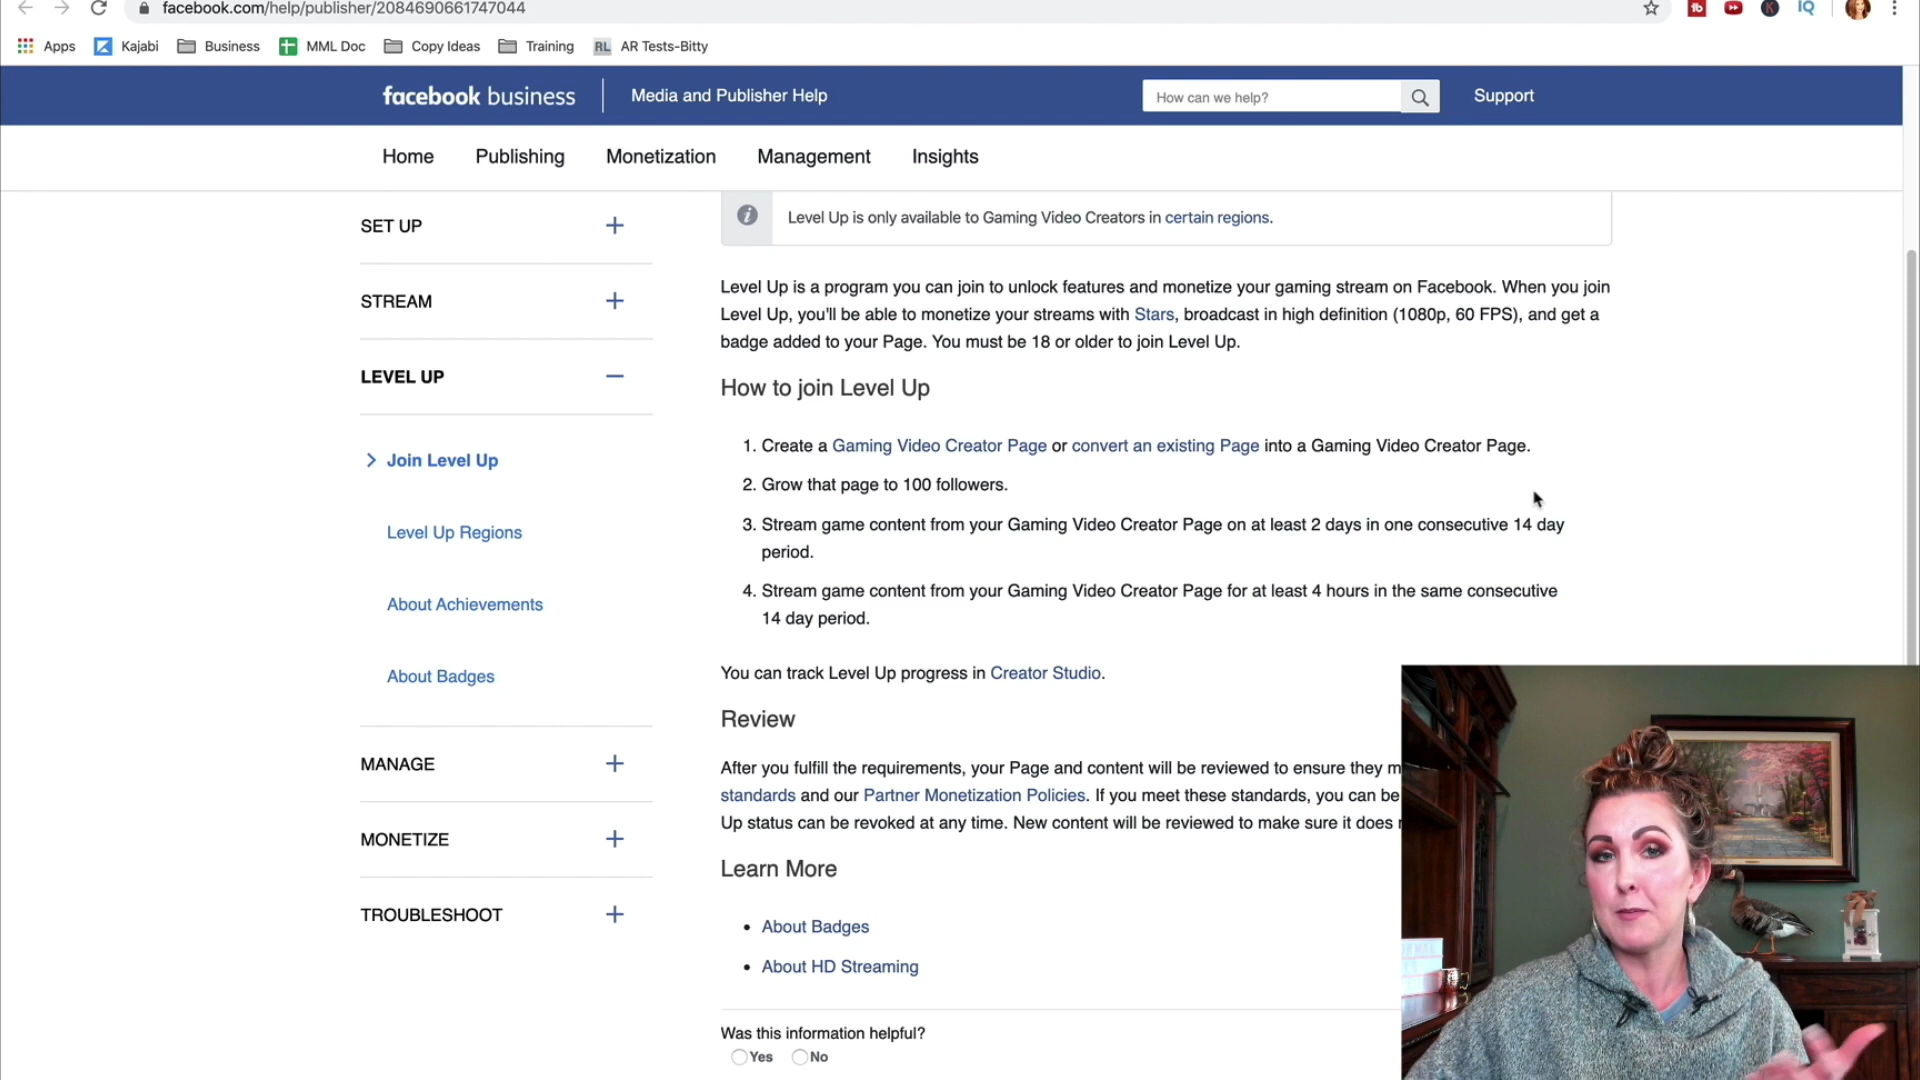 facebook.com/help/publisher/2084690661747044
Apps Kajabi Business MML Doc Copy Ideas Training RL AR Tests-Bitty
facebook business Media and Publisher Help How can we help? Support
Home Publishing Monetization Management Insights
SET UP
STREAM
LEVEL UP
Join Level Up
Level Up Regions
About Achievements
About Badges
MANAGE
MONETIZE
TROUBLESHOOT
Level Up is only available to Gaming Video Creators in certain regions.
Level Up is a program you can join to unlock features and monetize your gaming stream on Facebook. When you join
Level Up, you'll be able to monetize your streams with Stars, broadcast in high definition (1080p, 60 FPS), and get a
badge added to your Page. You must be 18 or older to join Level Up.
How to join Level Up
1. Create a Gaming Video Creator Page or convert an existing Page into a Gaming Video Creator Page.
2. Grow that page to 100 followers.
3. Stream game content from your Gaming Video Creator Page on at least 2 days in one consecutive 14 day
period.
4. Stream game content from your Gaming Video Creator Page for at least 4 hours in the same consecutive
14 day period.
You can track Level Up progress in Creator Studio.
Review
After you fulfill the requirements, your Page and content will be reviewed to ensure they m
standards and our Partner Monetization Policies. If you meet these standards, you can be
Up status can be revoked at any time. New content will be reviewed to make sure it does
Learn More
• About Badges
• About HD Streaming
Was this information helpful?
Yes No